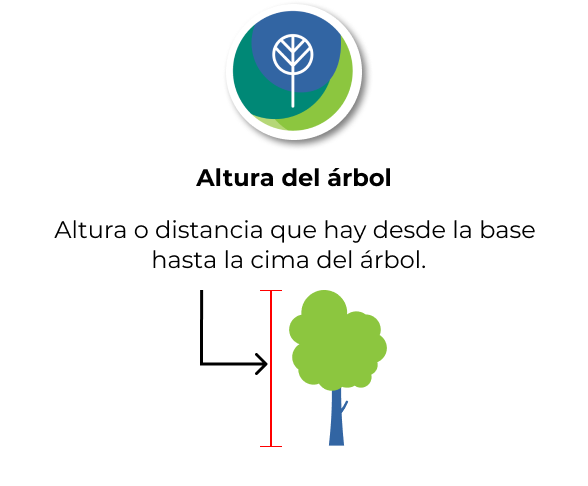 Altura del árbol
Altura o distancia que hay desde la base
hasta la cima del árbol.